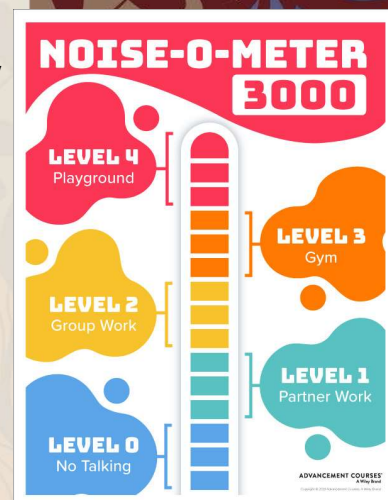 NOISE-O-METER
3000
LEVEL 4
Playground
LEVEL 3
Gym
LEVEL 2
Group Work
LEVEL 1
Partner Work
LEVEL 0
No Talking
ADVANCEMENT COURSES
A Wiley Brand